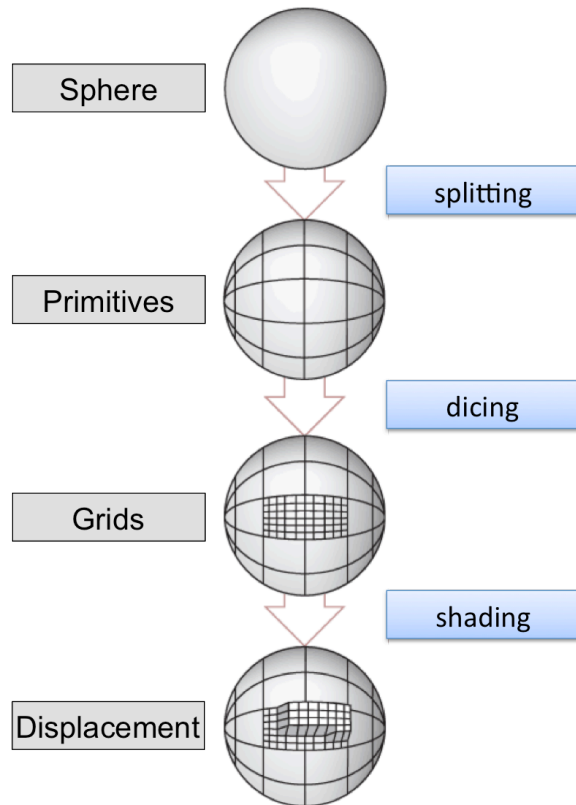 Sphere
splitting
Primitives
dicing
Grids
shading
Displacement